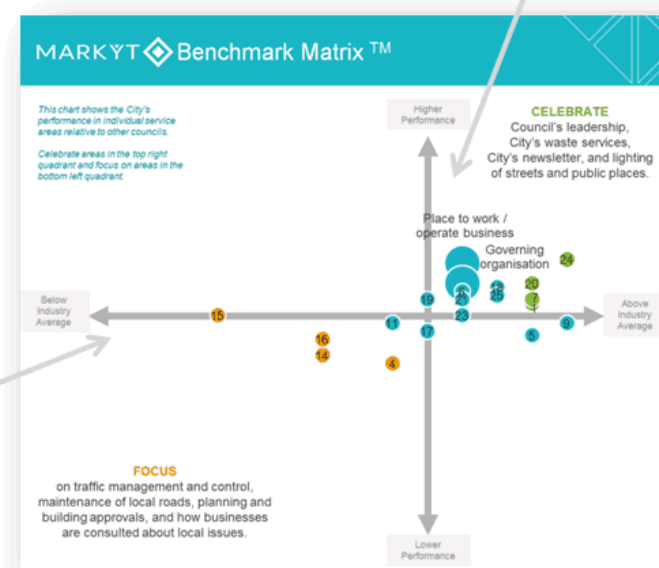 MARKYT Benchmark Matrix ™
This chart shows the City's
performance in individual service
areas relative to other councils.
Celebrate areas in the top right
quadrant and focus on areas in the
bottom left quadrant.
Higher
Performance
CELEBRATE
Council's leadership,
City's waste services,
City's newsletter, and lighting
of streets and public places.
Place to work /
operate business
Governing
organisation
24
20
18
25
7
19
21
23
15
11
17
5
9
16
14
4
Below
Industry
Average
Above
Industry
Average
FOCUS
on traffic management and control,
maintenance of local roads, planning and
building approvals, and how businesses
are consulted about local issues.
Lower
Performance